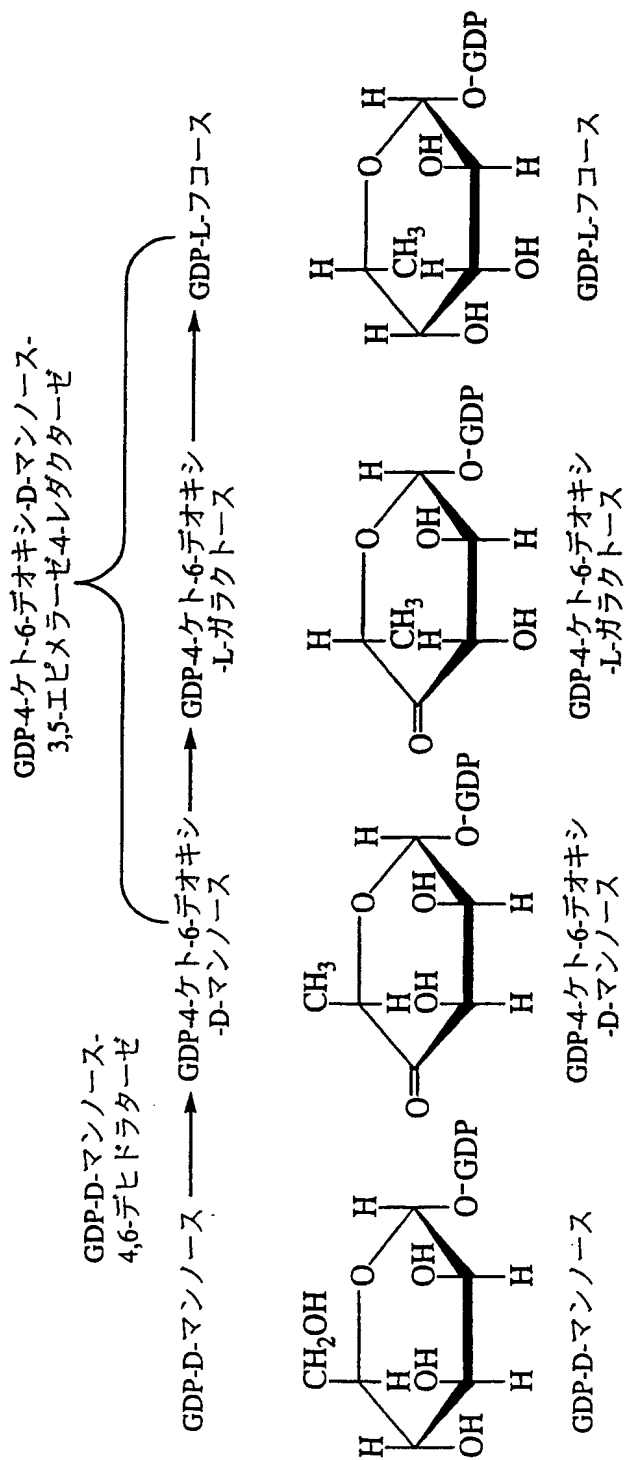 GDP-4-ケト-6-デオキシ-D-マンノース-
3,5-エピメラーゼ-4-レダクターゼ
GDP-D-マンノース-
4,6-デヒドラターゼ
GDP-D-マンノース
GDP-4-ケト-6-デオキシ
-D-マンノース
GDP-4-ケト-6-デオキシ
-L-ガラクトース
GDP-L-フコース
CH₂OH
O
H
H
H
OH
OH
OH
H
H
O-GDP
GDP-D-マンノース
CH₃
O
H
H
O
OH
OH
H
H
O-GDP
GDP-4-ケト-6-デオキシ
-D-マンノース
H
O
H
CH₃
O
H
OH
OH
H
O-GDP
GDP-4-ケト-6-デオキシ
-L-ガラクトース
H
O
H
H
CH₃
H
OH
OH
OH
H
O-GDP
GDP-L-フコース